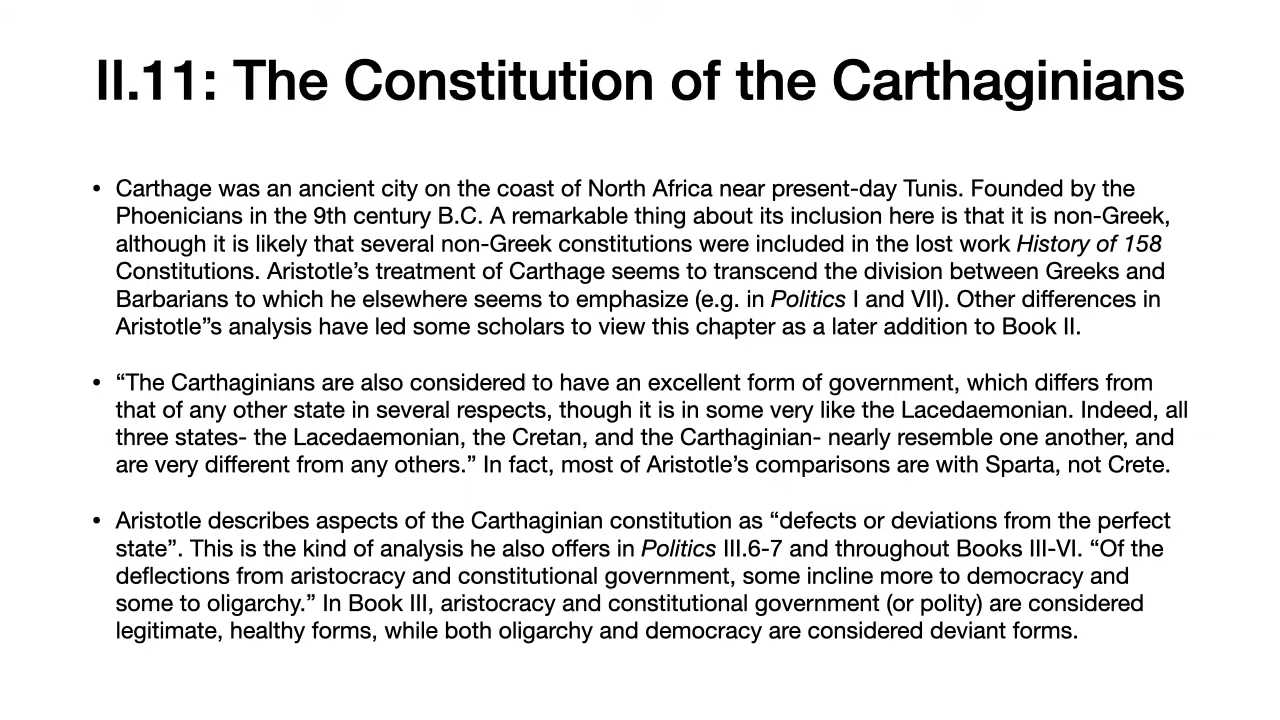 II.11: The Constitution of the Carthaginians
• Carthage was an ancient city on the coast of North Africa near present-day Tunis. Founded by the
Phoenicians in the 9th century B.C. A remarkable thing about its inclusion here is that it is non-Greek,
although it is likely that several non-Greek constitutions were included in the lost work History of 158
Constitutions. Aristotle’s treatment of Carthage seems to transcend the division between Greeks and
Barbarians to which he elsewhere seems to emphasize (e.g. in Politics I and VII). Other differences in
Aristotle”s analysis have led some scholars to view this chapter as a later addition to Book II.
• “The Carthaginians are also considered to have an excellent form of government, which differs from
that of any other state in several respects, though it is in some very like the Lacedaemonian. Indeed, all
three states- the Lacedaemonian, the Cretan, and the Carthaginian- nearly resemble one another, and
are very different from any others.” In fact, most of Aristotle’s comparisons are with Sparta, not Crete.
• Aristotle describes aspects of the Carthaginian constitution as “defects or deviations from the perfect
state”. This is the kind of analysis he also offers in Politics III.6-7 and throughout Books III-VI. “Of the
deflections from aristocracy and constitutional government, some incline more to democracy and
some to oligarchy.” In Book III, aristocracy and constitutional government (or polity) are considered
legitimate, healthy forms, while both oligarchy and democracy are considered deviant forms.